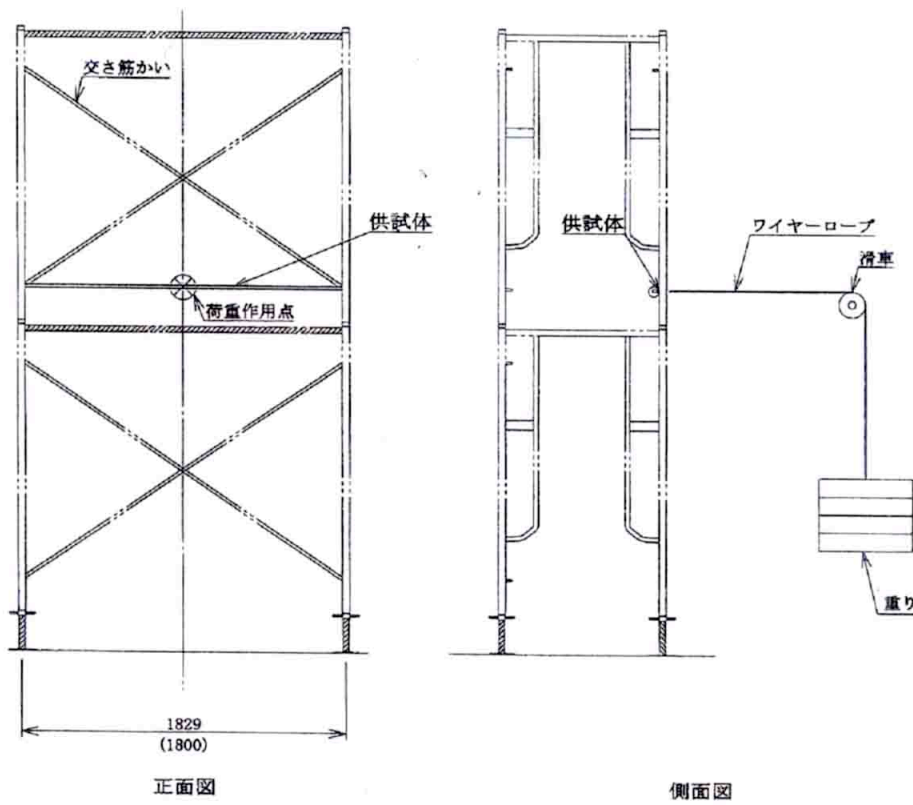 交さ筋かい
供試体
荷重作用点
1829
(1800)
正面図
供試体
ワイヤーロープ
滑車
重り
側面図